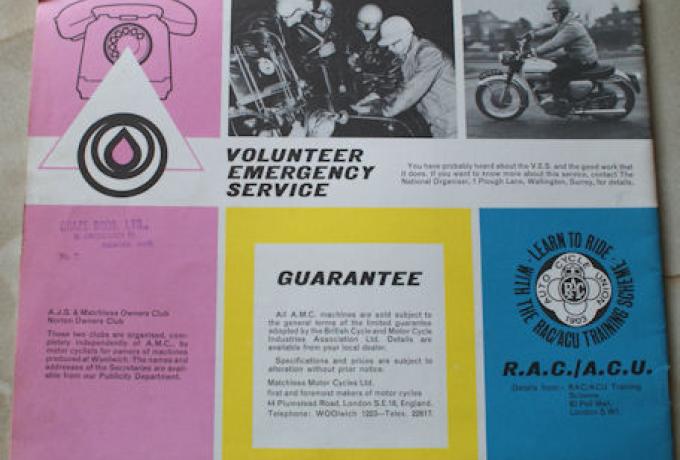 VOLUNTEER
EMERGENCY
SERVICE
You have probably heard about the V.E.S. and the good work that
it does. If you want to know more about this service, contact The
National Organiser, 1 Plough Lane, Wallington, Surrey, for details.
BROS. LTD.,
A.J.S. & Matchless Owners Club
Norton Owners Club
These two clubs are organised, com-
pletely independently of A.M.C., by
motor cyclists for owners of machines
produced at Woolwich. The names and
addresses of the Secretaries are avail-
able from our Publicity Department.
GUARANTEE
All A.M.C. machines are sold subject to
the general terms of the limited guarantee
adopted by the British Cycle and Motor Cycle
Industries Association Ltd. Details are
available from your local dealer.
Specifications and prices are subject to
alteration without prior notice.
Matchless Motor Cycles Ltd.
first and foremost makers of motor cycles
44 Plumstead Road, London S.E.18, England.
Telephone: WOOlwich 1223—Telex. 22617.
LEARN TO RIDE -
WITH THE RAC/ACU TRAINING SCHEME
AUTO CYCLE UNION
RAC
1903
R.A.C./A.C.U.
Details from - RAC/ACU Training
Scheme
Pall Mall,
London S.W1.